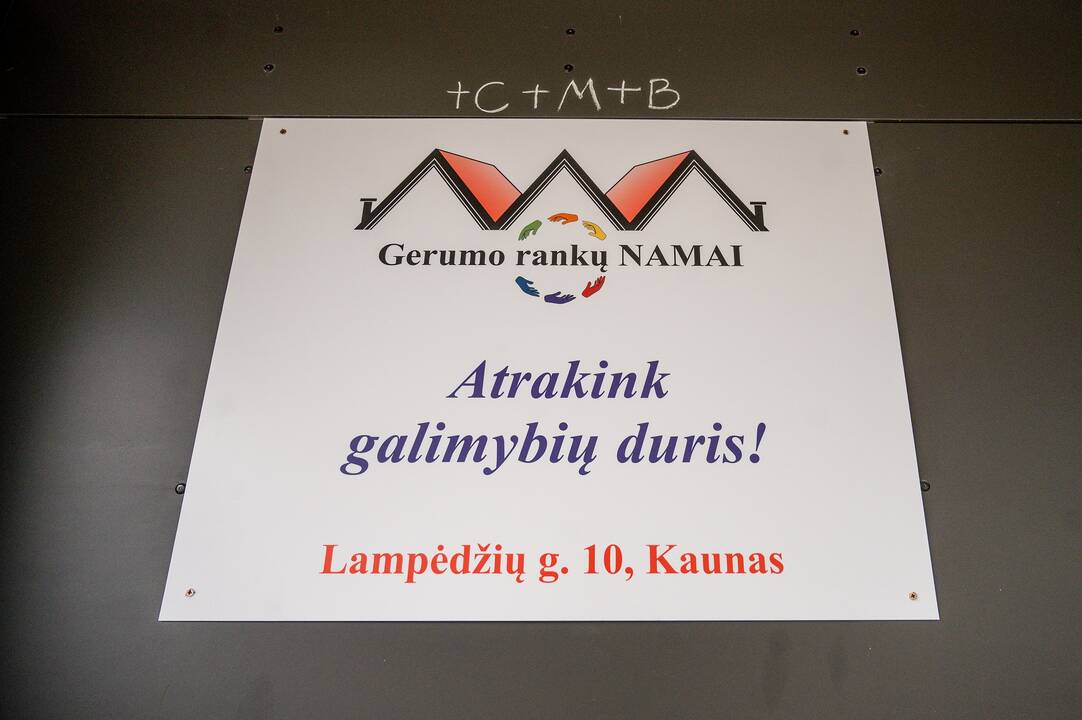 +C+M+B
Gerumo rankų NAMAI
Atrakink
galimybių duris!
Lampėdžių g. 10, Kaunas